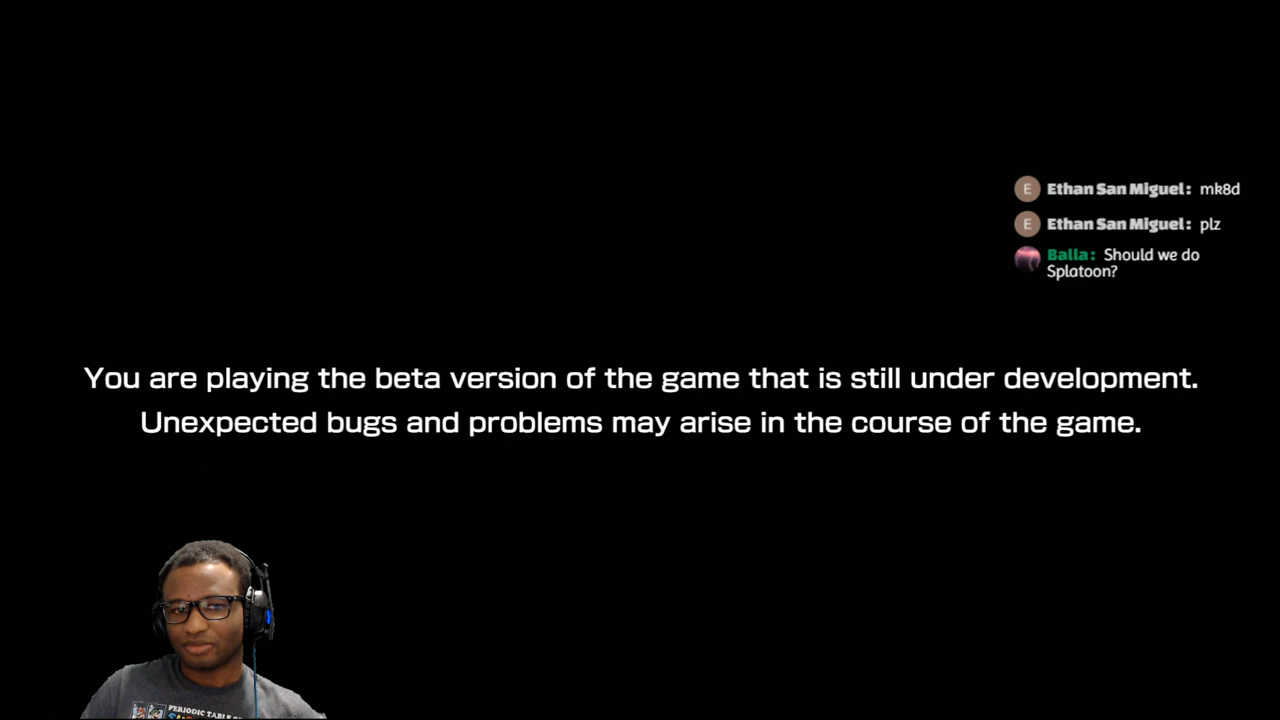 E Ethan San Miguel: mk8d
E Ethan San Miguel: plz
Balla: Should we do
Splatoon?
You are playing the beta version of the game that is still under development.
Unexpected bugs and problems may arise in the course of the game.
PERIODIC TABLE